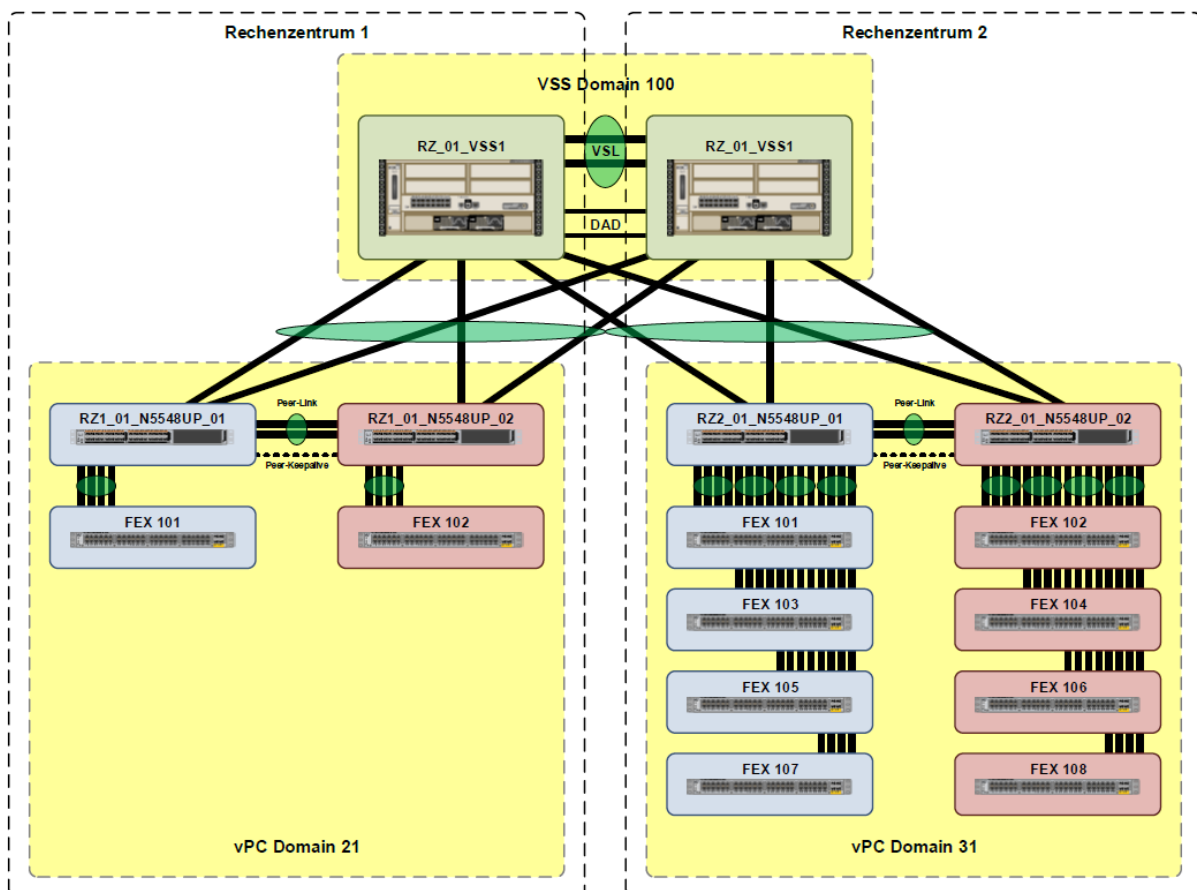 Rechenzentrum 1
Rechenzentrum 2
VSS Domain 100
RZ_01_VSS1
VSL
RZ_01_VSS1
DAD
RZ1_01_N5548UP_01
Peer-Link
RZ1_01_N5548UP_02
Peer-Keepalive
RZ2_01_N5548UP_01
Peer-Link
RZ2_01_N5548UP_02
Peer-Keepalive
FEX 101
FEX 102
FEX 101
FEX 102
FEX 103
FEX 104
FEX 105
FEX 106
FEX 107
FEX 108
vPC Domain 21
vPC Domain 31